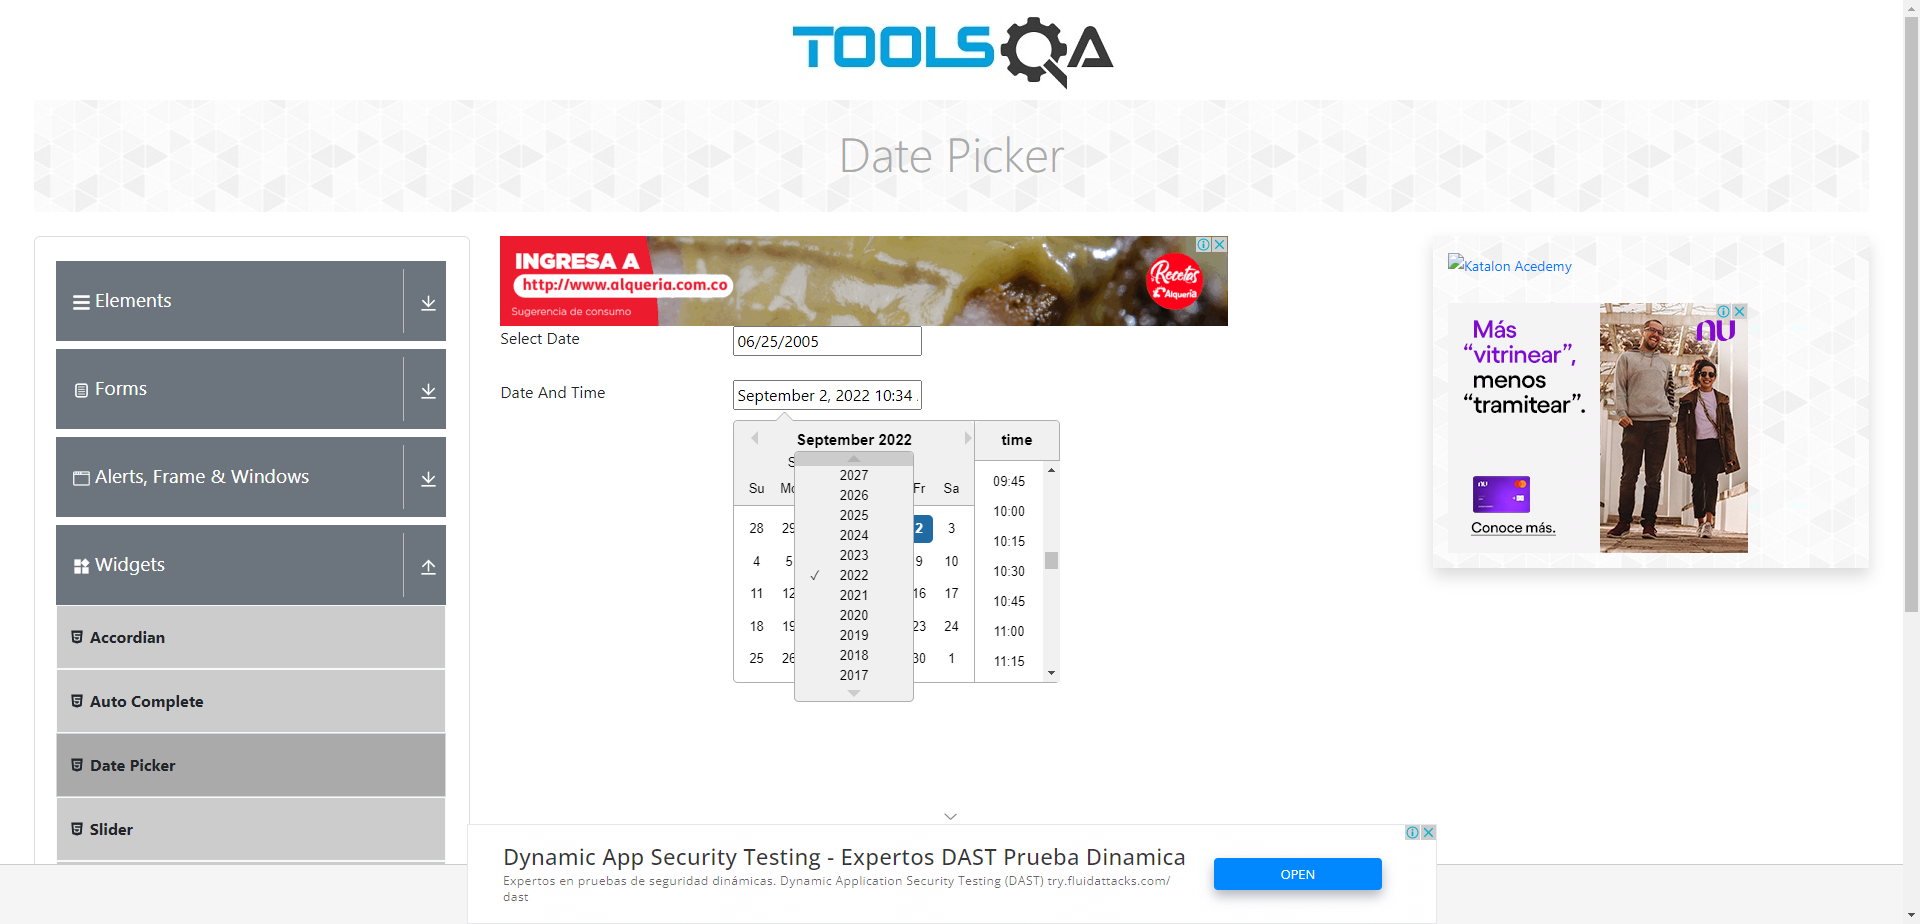 TOOLSQA
Date Picker
Elements
Forms
Alerts, Frame & Windows
Widgets
Accordian
Auto Complete
Date Picker
Slider
INGRESA A
http://www.alqueria.com.co
Sugerencia de consumo
Recetas
Alquería
Select Date
06/25/2005
Date And Time
September 2, 2022 10:34
September 2022
time
S
Su Mo Fr Sa
28 29 2 3
4 5 9 10
11 12 16 17
18 19 23 24
25 26 30 1
2027
2026
2025
2024
2023
✓ 2022
2021
2020
2019
2018
2017
09:45
10:00
10:15
10:30
10:45
11:00
11:15
Katalon Acedemy
Más
“vitrinear”,
menos
“tramitear”.
nu
nu
Conoce más.
Dynamic App Security Testing - Expertos DAST Prueba Dinamica
Expertos en pruebas de seguridad dinámicas. Dynamic Application Security Testing (DAST) try.fluidattacks.com/
dast
OPEN